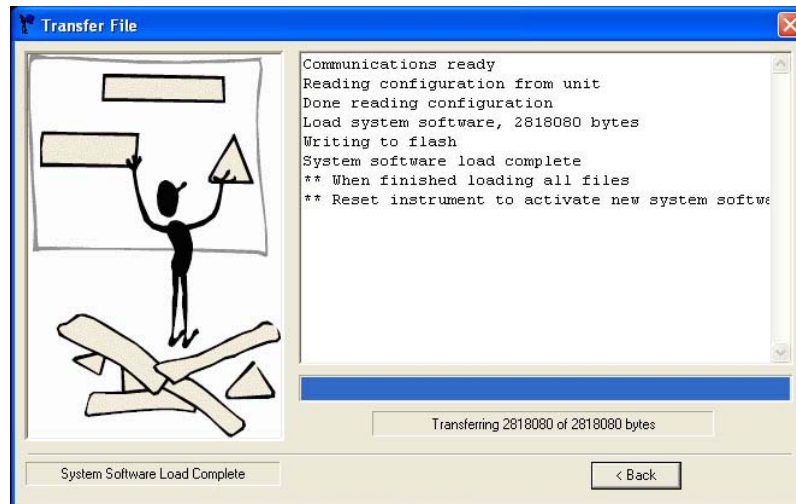 Transfer File
Communications ready
Reading configuration from unit
Done reading configuration
Load system software, 2818080 bytes
Writing to flash
System software load complete
** When finished loading all files
** Reset instrument to activate new system softwa
Transferring 2818080 of 2818080 bytes
System Software Load Complete
< Back